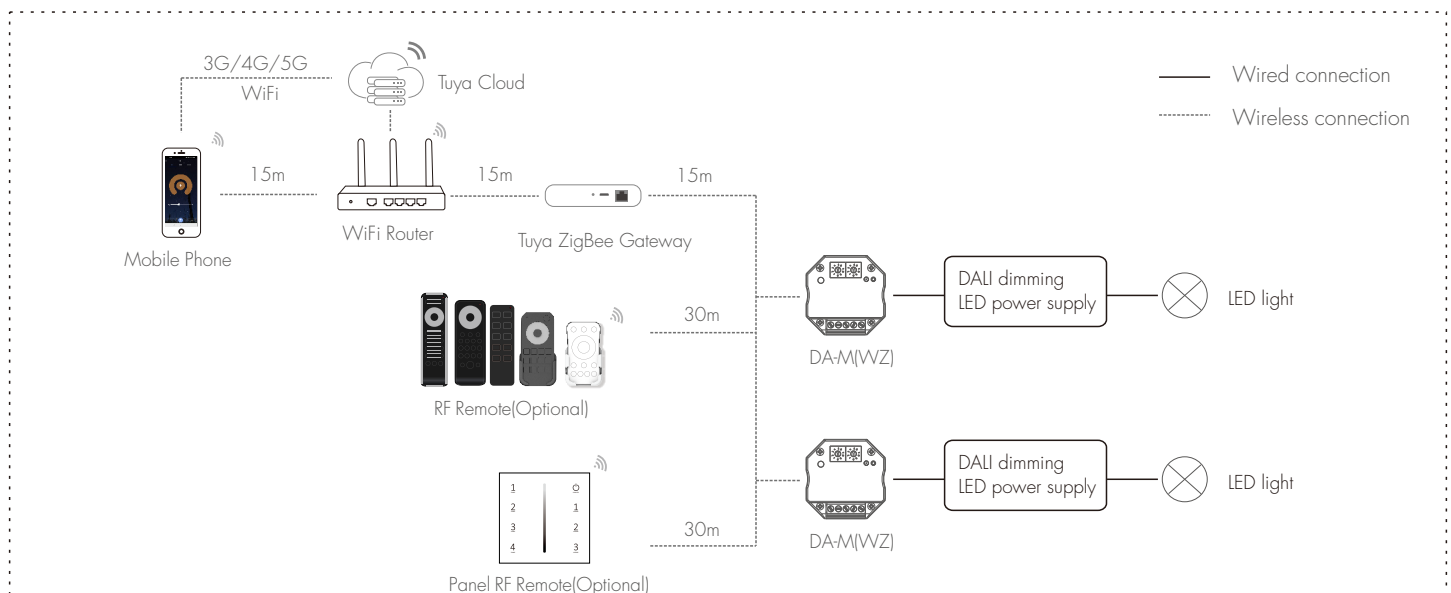 3G/4G/5G
WiFi
Tuya Cloud
Wired connection
Wireless connection
15m
15m
15m
Mobile Phone
WiFi Router
Tuya ZigBee Gateway
DALI dimming
LED power supply
LED light
DA-M(WZ)
30m
RF Remote(Optional)
DALI dimming
LED power supply
LED light
DA-M(WZ)
1
2
3
4
1
2
3
30m
Panel RF Remote(Optional)